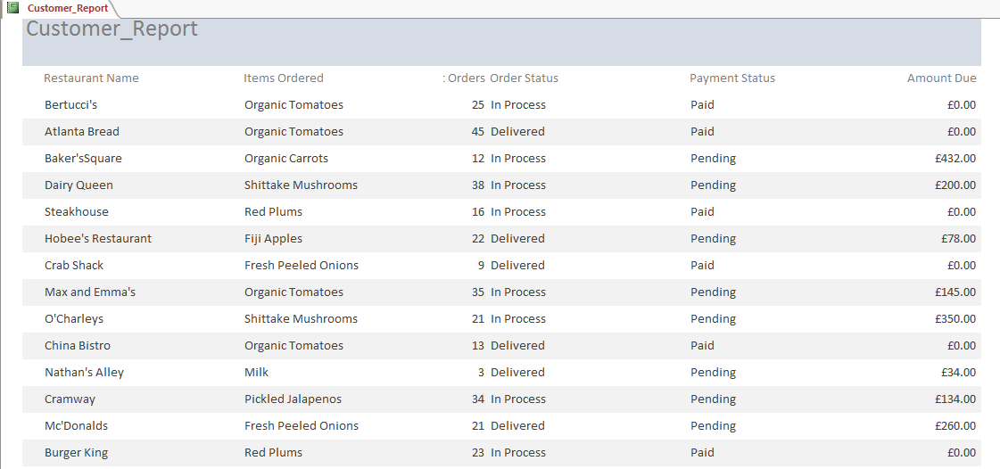 Customer_Report
Customer_Report
Restaurant Name Items Ordered : Orders Order Status Payment Status Amount Due
Bertucci's Organic Tomatoes 25 In Process Paid £0.00
Atlanta Bread Organic Tomatoes 45 Delivered Paid £0.00
Baker'sSquare Organic Carrots 12 In Process Pending £432.00
Dairy Queen Shittake Mushrooms 38 In Process Pending £200.00
Steakhouse Red Plums 16 In Process Paid £0.00
Hobee's Restaurant Fiji Apples 22 Delivered Pending £78.00
Crab Shack Fresh Peeled Onions 9 Delivered Paid £0.00
Max and Emma's Organic Tomatoes 35 In Process Pending £145.00
O'Charleys Shittake Mushrooms 21 In Process Pending £350.00
China Bistro Organic Tomatoes 13 Delivered Paid £0.00
Nathan's Alley Milk 3 Delivered Pending £34.00
Cramway Pickled Jalapenos 34 In Process Pending £134.00
Mc'Donalds Fresh Peeled Onions 21 Delivered Pending £260.00
Burger King Red Plums 23 In Process Paid £0.00